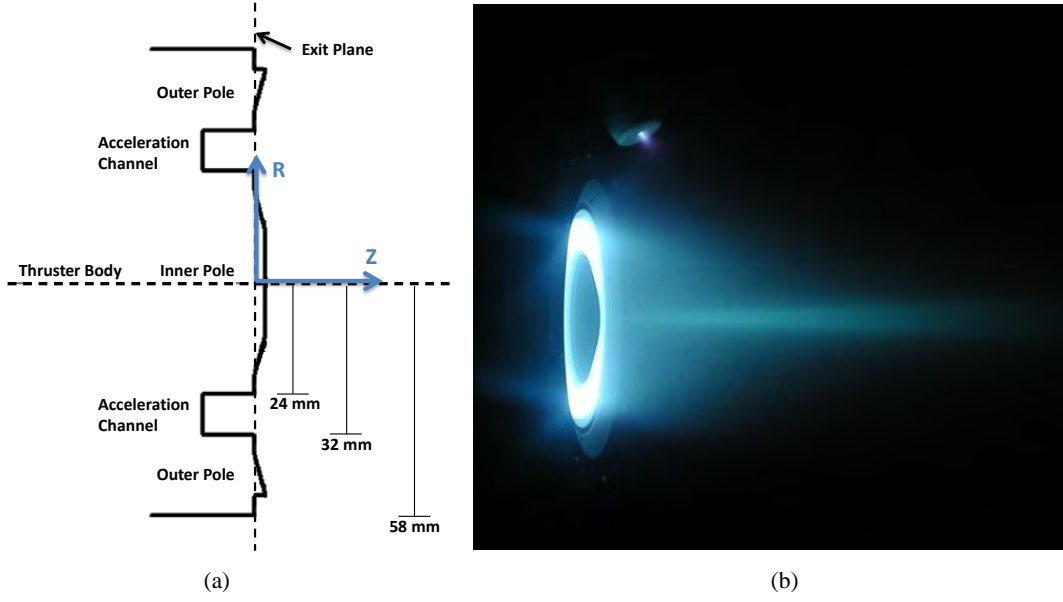 Exit Plane
Outer Pole
Acceleration
Channel
R
Z
Thruster Body
Inner Pole
24 mm
Acceleration
Channel
32 mm
Outer Pole
58 mm
(a)
(b)